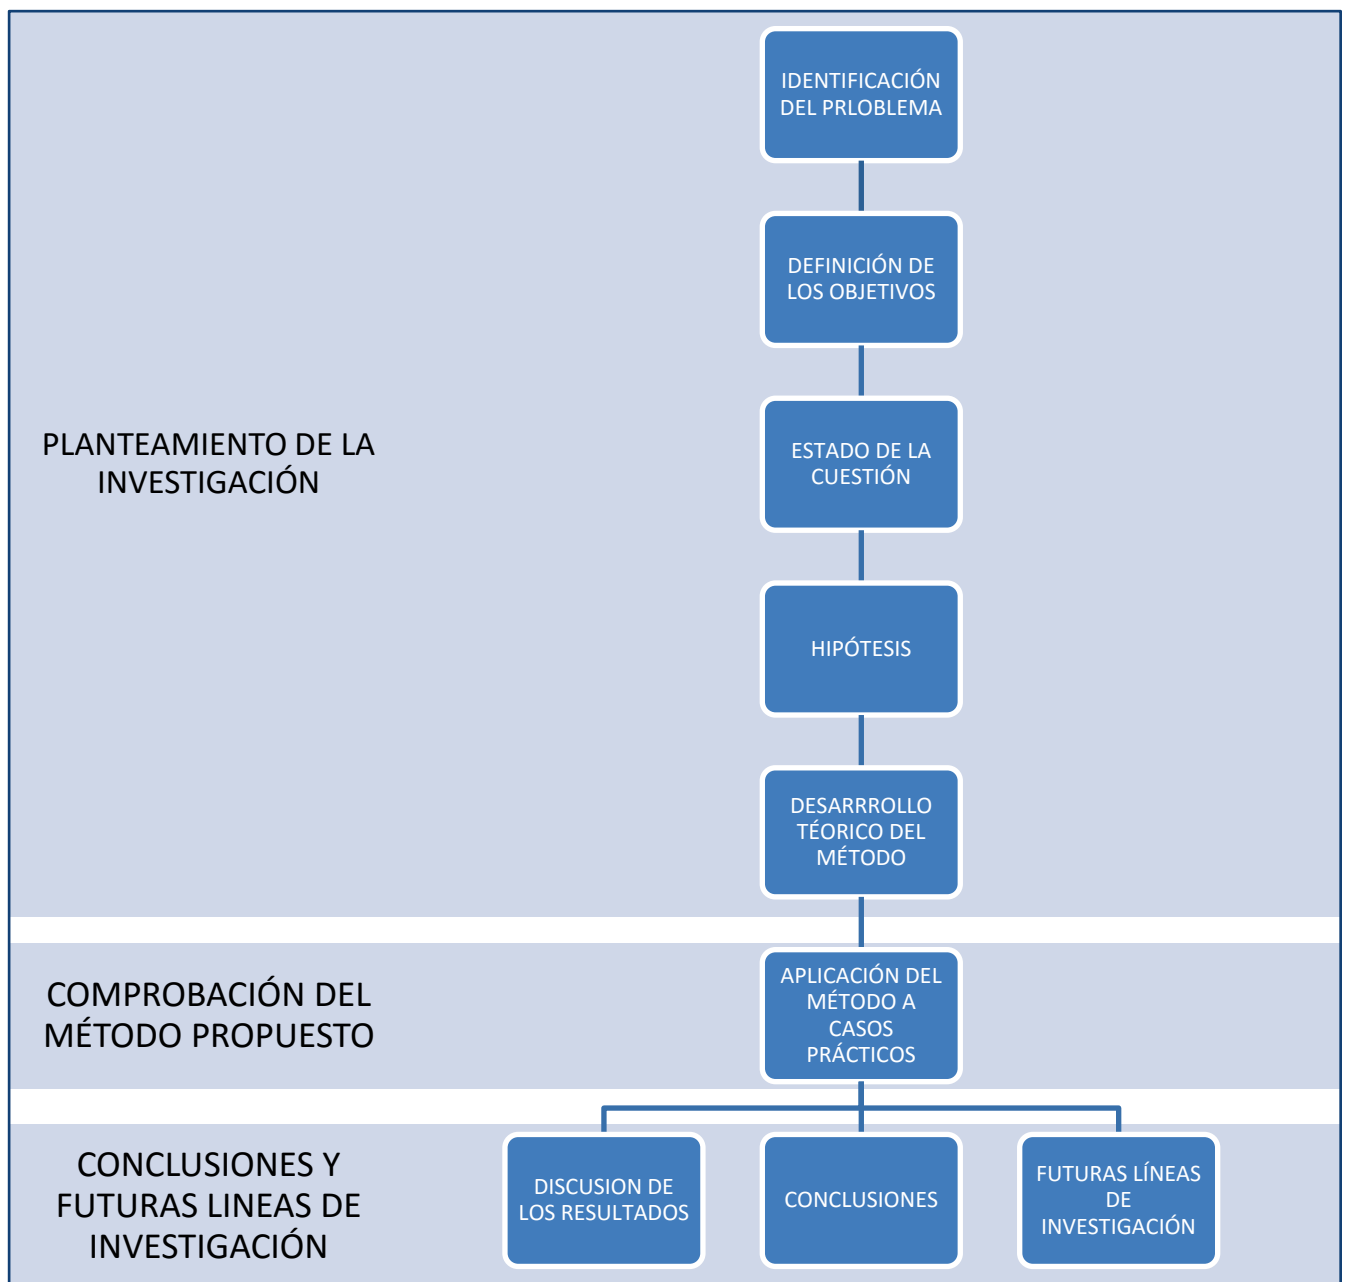 IDENTIFICACIÓN
DEL PRLOBLEMA
DEFINICIÓN DE
LOS OBJETIVOS
PLANTEAMIENTO DE LA
INVESTIGACIÓN
ESTADO DE LA
CUESTIÓN
HIPÓTESIS
DESARRROLLO
TÉORICO DEL
MÉTODO
COMPROBACIÓN DEL
MÉTODO PROPUESTO
APLICACIÓN DEL
MÉTODO A
CASOS
PRÁCTICOS
CONCLUSIONES Y
FUTURAS LINEAS DE
INVESTIGACIÓN
DISCUSION DE
LOS RESULTADOS
CONCLUSIONES
FUTURAS LÍNEAS
DE
INVESTIGACIÓN